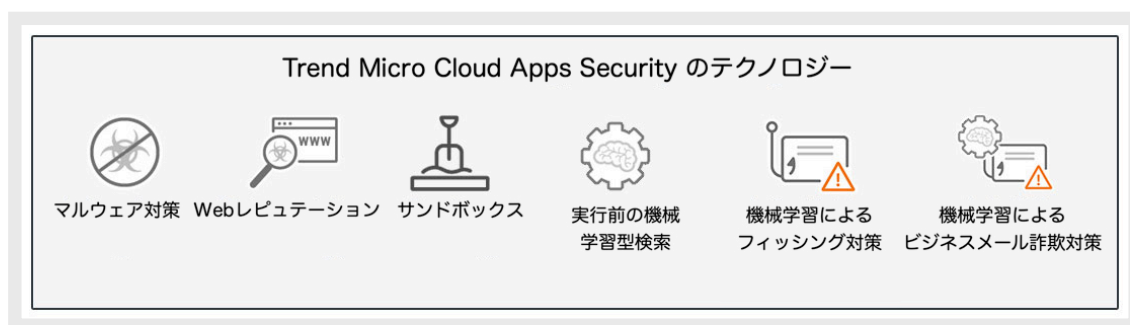 Trend Micro Cloud Apps Security のテクノロジー
WWW
マルウェア対策
Webレピュテーション
サンドボックス
実行前の機械
学習型検索
機械学習による
フィッシング対策
機械学習による
ビジネスメール詐欺対策